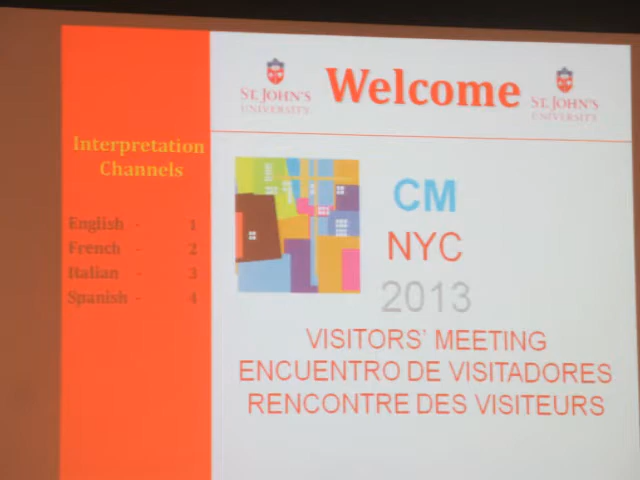 Welcome
ST. JOHN'S
UNIVERSITY
ST. JOHN'S
UNIVERSITY
Interpretation
Channels
English - 1
French - 2
Italian - 3
Spanish - 4
CM
NYC
2013
VISITORS' MEETING
ENCUENTRO DE VISITADORES
RENCONTRE DES VISITEURS